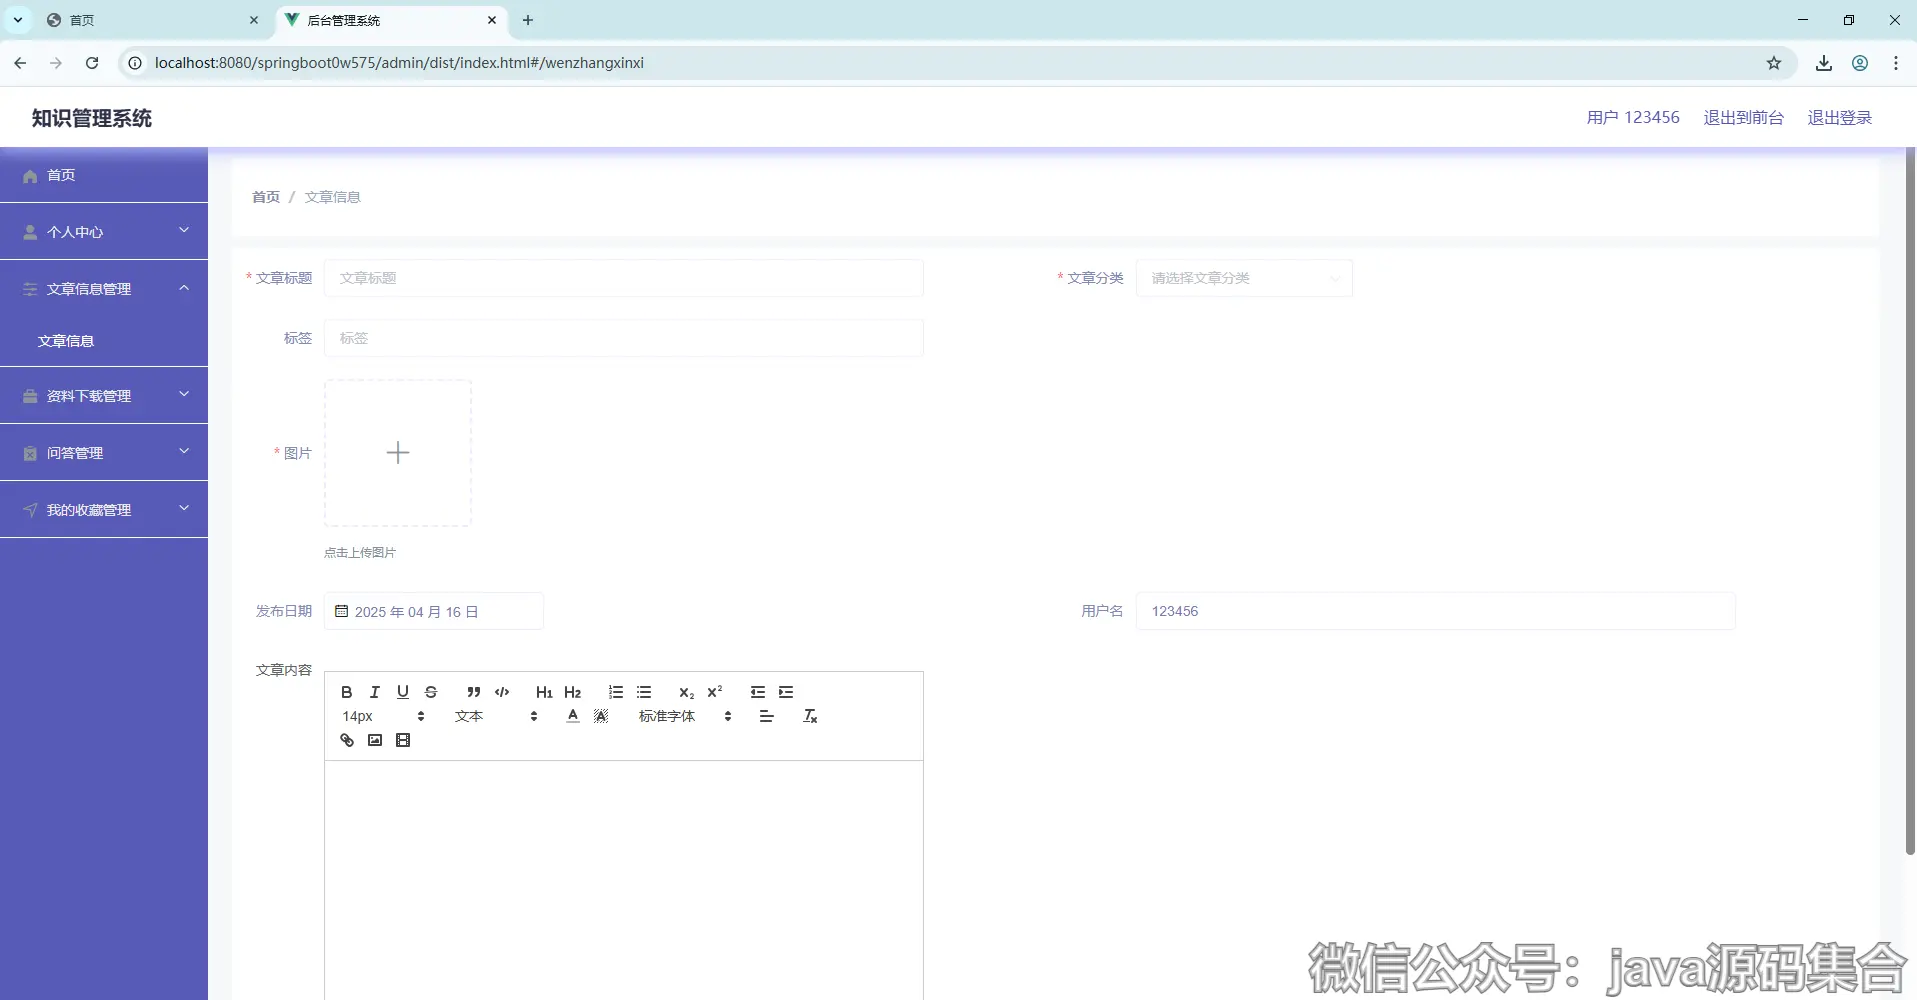 首页
后台管理系统
localhost:8080/springboot0w575/admin/dist/index.html#/wenzhangxinxi
知识管理系统
用户 123456 退出到前台 退出登录
首页
个人中心
文章信息管理
文章信息
资料下载管理
问答管理
我的收藏管理
首页 / 文章信息
* 文章标题 文章标题
* 文章分类 请选择文章分类
标签 标签
* 图片
点击上传图片
发布日期 2025 年 04 月 16 日
用户名 123456
文章内容
B I U S H1 H2 X2 X2
14px 文本 A A 标准字体 Tx
微信公众号：java源码集合